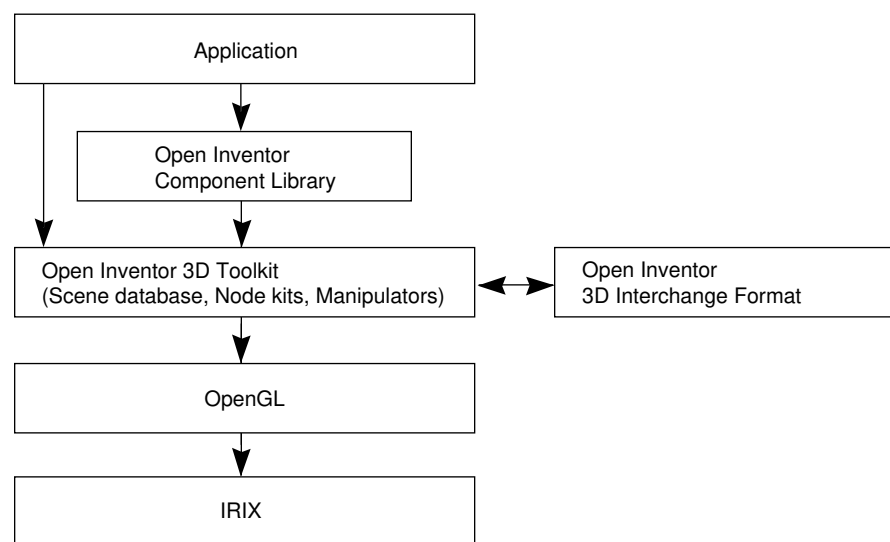 Application
Open Inventor
Component Library
Open Inventor 3D Toolkit
(Scene database, Node kits, Manipulators)
Open Inventor
3D Interchange Format
OpenGL
IRIX